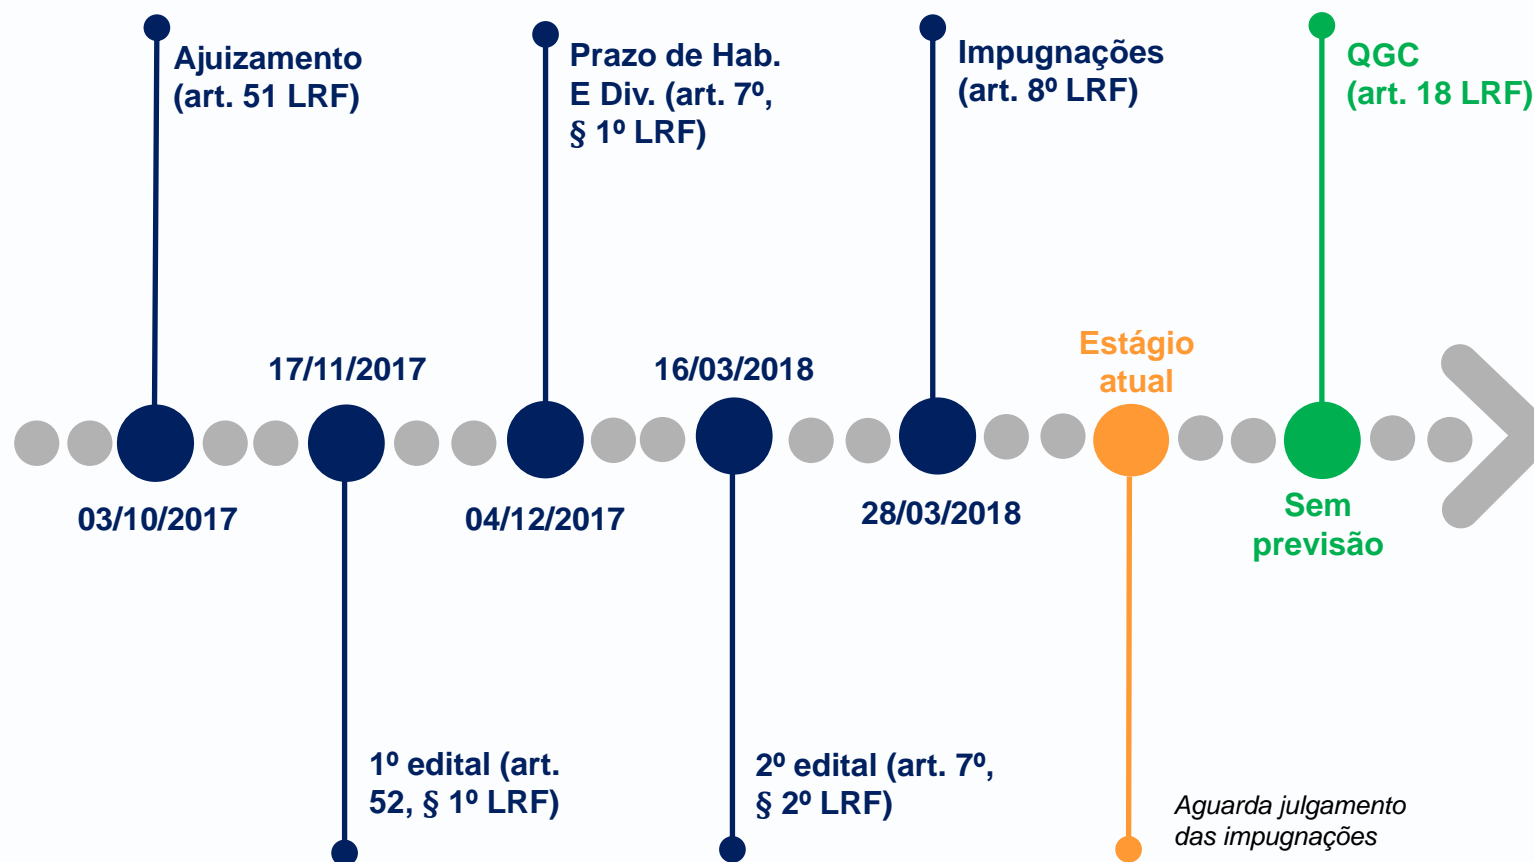 Ajuizamento
(art. 51 LRF)
Prazo de Hab.
E Div. (art. 7º,
§ 1º LRF)
Impugnações
(art. 8º LRF)
QGC
(art. 18 LRF)
17/11/2017
16/03/2018
Estágio
atual
03/10/2017
04/12/2017
28/03/2018
Sem
previsão
1º edital (art.
52, § 1º LRF)
2º edital (art. 7º,
§ 2º LRF)
Aguarda julgamento
das impugnações